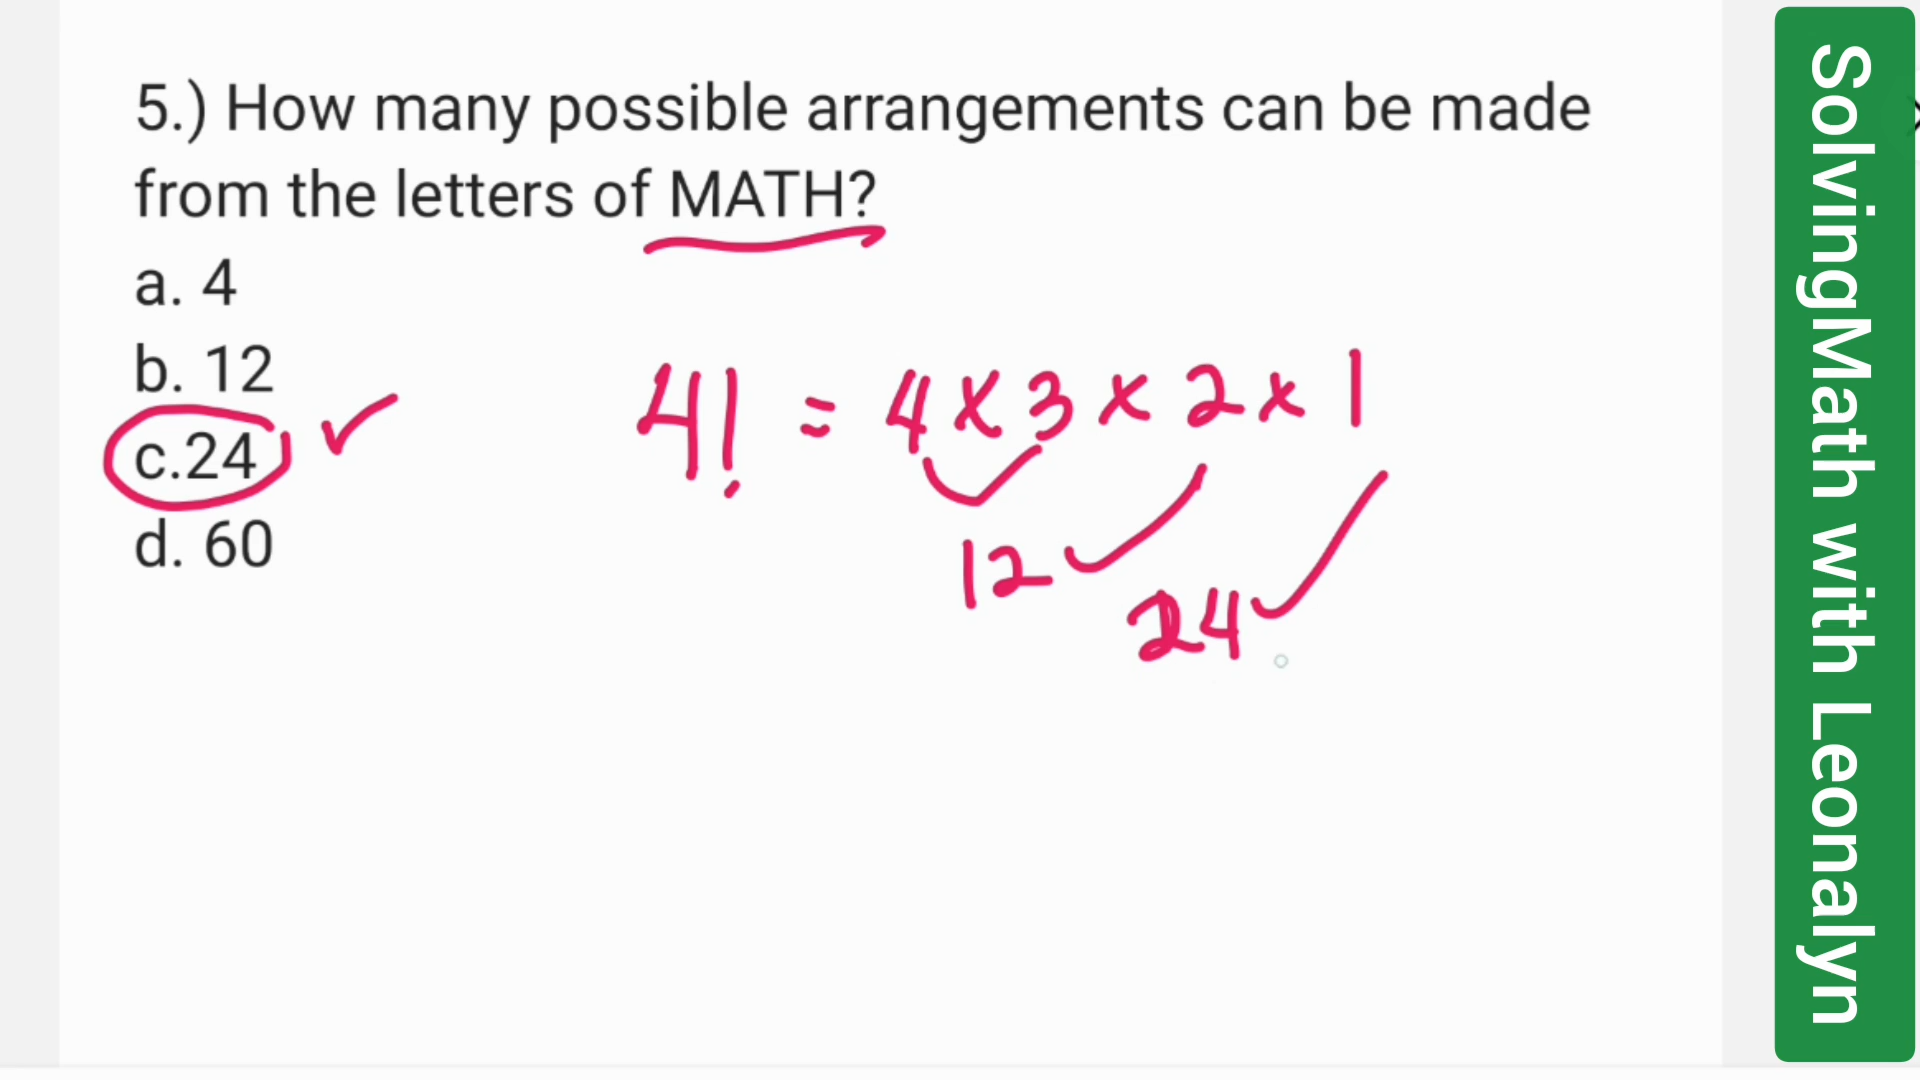 5.) How many possible arrangements can be made
from the letters of MATH?
a. 4
b. 12
c.24
d. 60
4! = 4 x 3 x 2 x 1
12
24
SolvingMath with Leonalyn